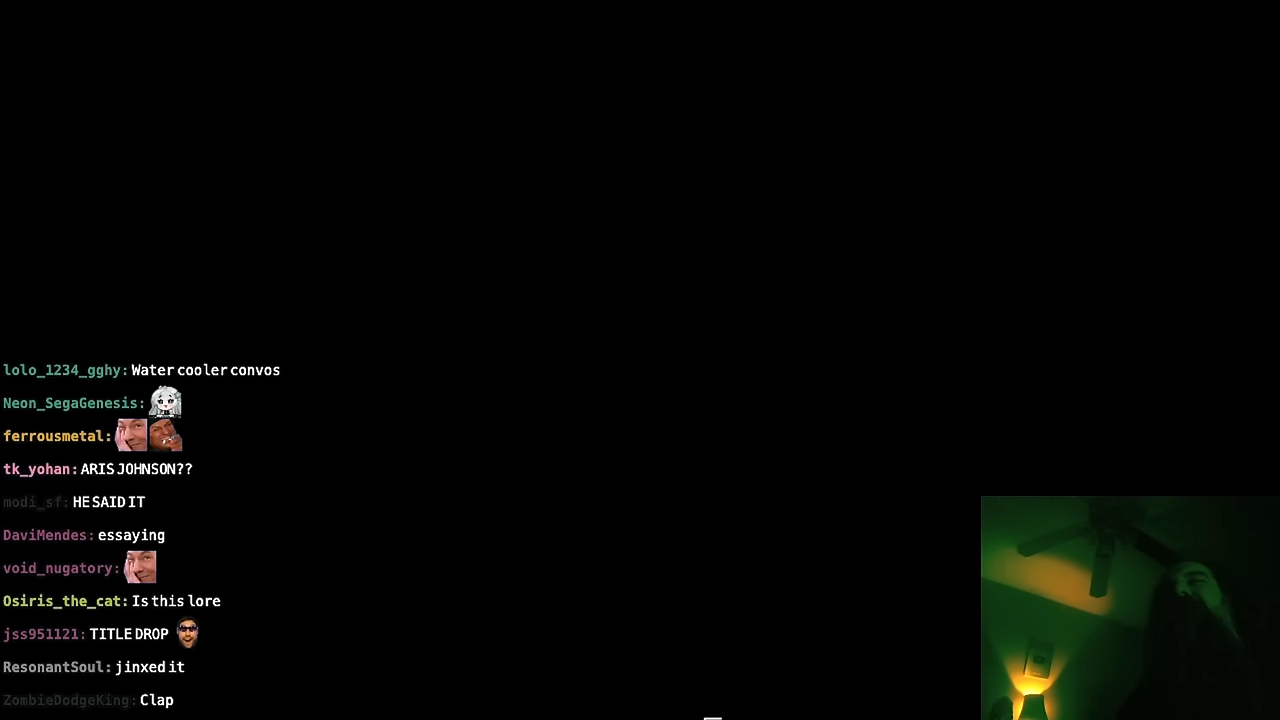 lolo_1234_gghy: Water cooler convos
Neon_SegaGenesis:
ferrousmetal:
tk_yohan: ARIS JOHNSON??
modi_sf: HE SAID IT
DaviMendes: essaying
void_nugatory:
Osiris_the_cat: Is this lore
jss951121: TITLE DROP
ResonantSoul: jinxed it
ZombieDodgeKing: Clap